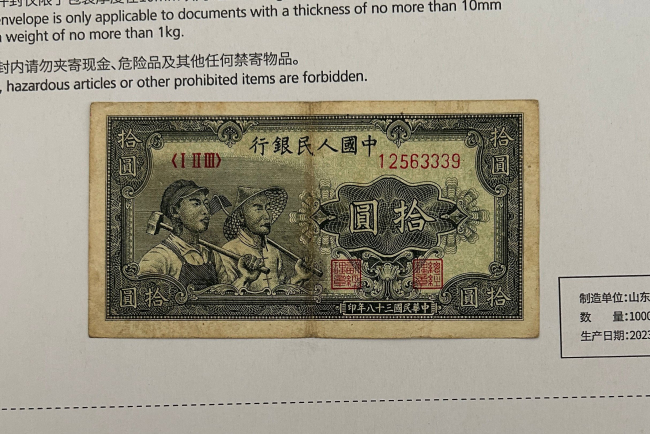 envelope is only applicable to documents with a thickness of no more than 10mm
a weight of no more than 1kg.
封内请勿夹寄现金、危险品及其他任何禁寄物品。
, hazardous articles or other prohibited items are forbidden.
中國人民銀行
拾圓
拾圓
〈I II III〉
12563339
拾圓
拾圓
拾圓
中華民國三十八年印
制造单位:山东
数 量:1000
生产日期:2023